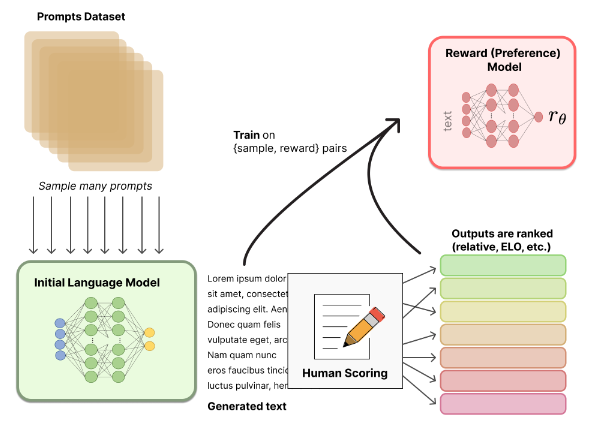 Prompts Dataset
Sample many prompts
Initial Language Model
Lorem ipsum dolor
sit amet, consectet
adipiscing elit. Aen
Donec quam felis
vulputate eget, arc
Nam quam nunc
eros faucibus tincid
luctus pulvinar, her
Generated text
Train on
{sample, reward} pairs
Human Scoring
Reward (Preference)
Model
text
rθ
Outputs are ranked
(relative, ELO, etc.)